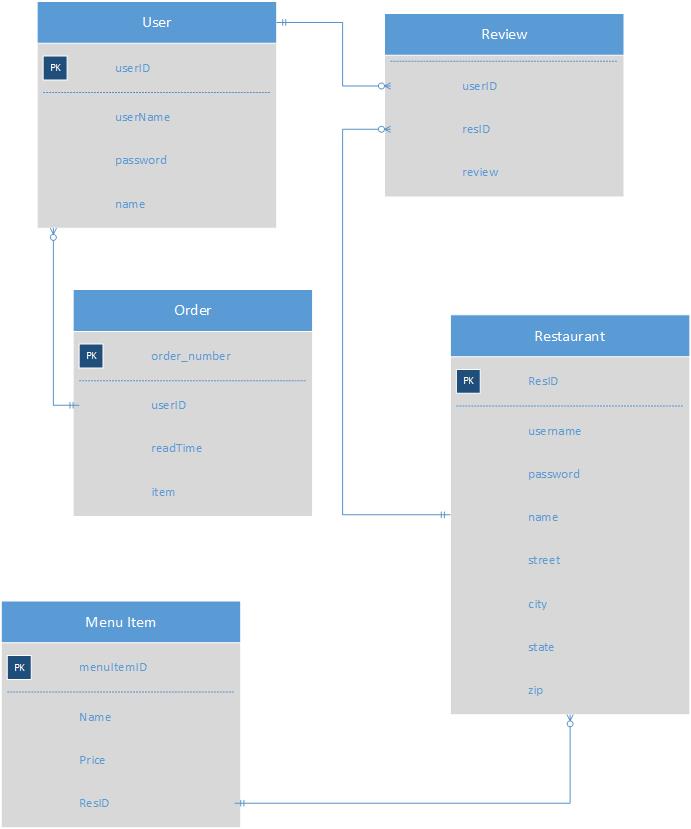 User
PK
userID
userName
password
name
Review
userID
resID
review
Order
PK
order_number
userID
readTime
item
Restaurant
PK
ResID
username
password
name
street
city
state
zip
Menu Item
PK
menuItemID
Name
Price
ResID